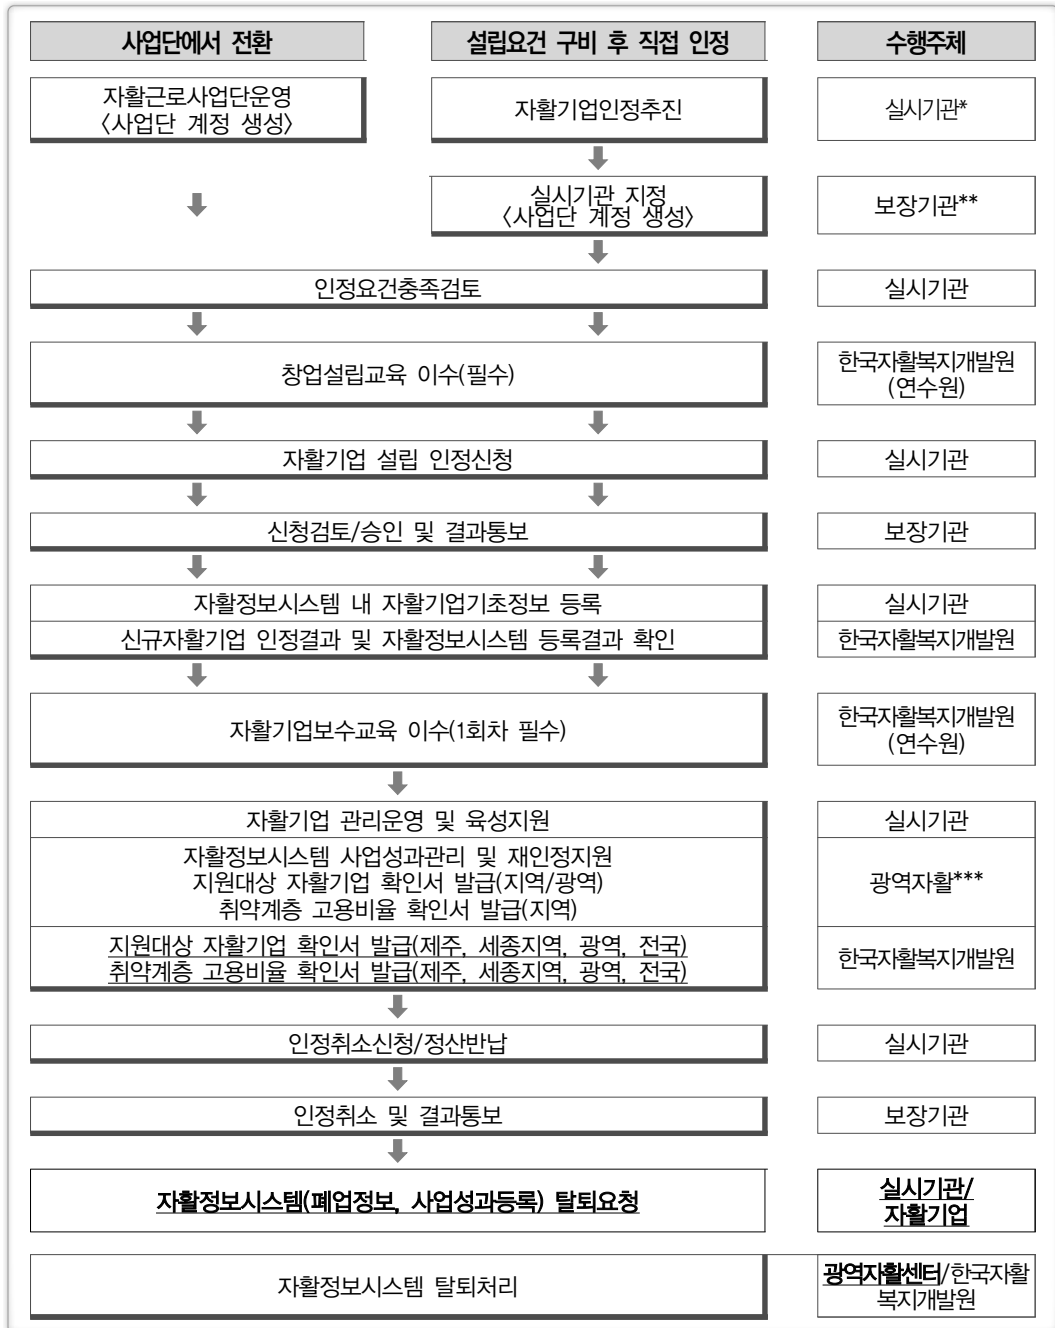 사업단에서 전환
설립요건 구비 후 직접 인정
수행주체
자활근로사업단운영
〈사업단 계정 생성〉
자활기업인정추진
실시기관*
실시기관 지정
〈사업단 계정 생성〉
보장기관**
인정요건충족검토
실시기관
창업설립교육 이수(필수)
한국자활복지개발원
(연수원)
자활기업 설립 인정신청
실시기관
신청검토/승인 및 결과통보
보장기관
자활정보시스템 내 자활기업기초정보 등록
실시기관
신규자활기업 인정결과 및 자활정보시스템 등록결과 확인
한국자활복지개발원
자활기업보수교육 이수(1회차 필수)
한국자활복지개발원
(연수원)
자활기업 관리운영 및 육성지원
실시기관
자활정보시스템 사업성과관리 및 재인정지원
지원대상 자활기업 확인서 발급(지역/광역)
취약계층 고용비율 확인서 발급(지역)
광역자활***
지원대상 자활기업 확인서 발급(제주, 세종지역, 광역, 전국)
취약계층 고용비율 확인서 발급(제주, 세종지역, 광역, 전국)
한국자활복지개발원
인정취소신청/정산반납
실시기관
인정취소 및 결과통보
보장기관
자활정보시스템(폐업정보, 사업성과등록) 탈퇴요청
실시기관/
자활기업
자활정보시스템 탈퇴처리
광역자활센터/한국자활
복지개발원